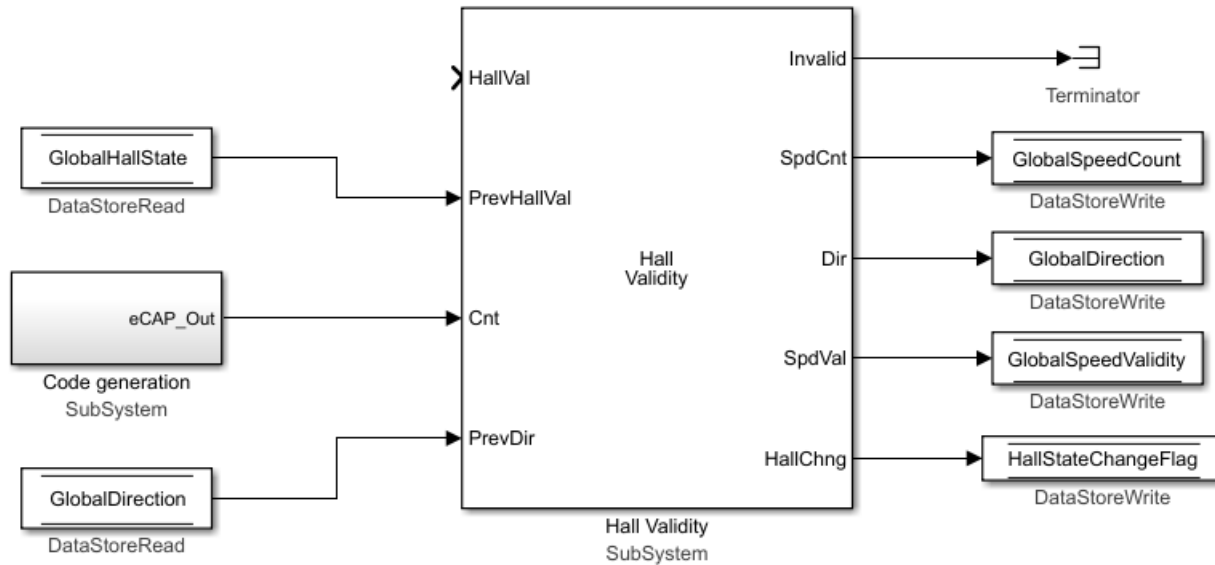 GlobalHallState
DataStoreRead
eCAP_Out
Code generation
SubSystem
GlobalDirection
DataStoreRead
HallVal
PrevHallVal
Cnt
PrevDir
Hall
Validity
Invalid
SpdCnt
Dir
SpdVal
HallChng
Hall Validity
SubSystem
Terminator
GlobalSpeedCount
DataStoreWrite
GlobalDirection
DataStoreWrite
GlobalSpeedValidity
DataStoreWrite
HallStateChangeFlag
DataStoreWrite